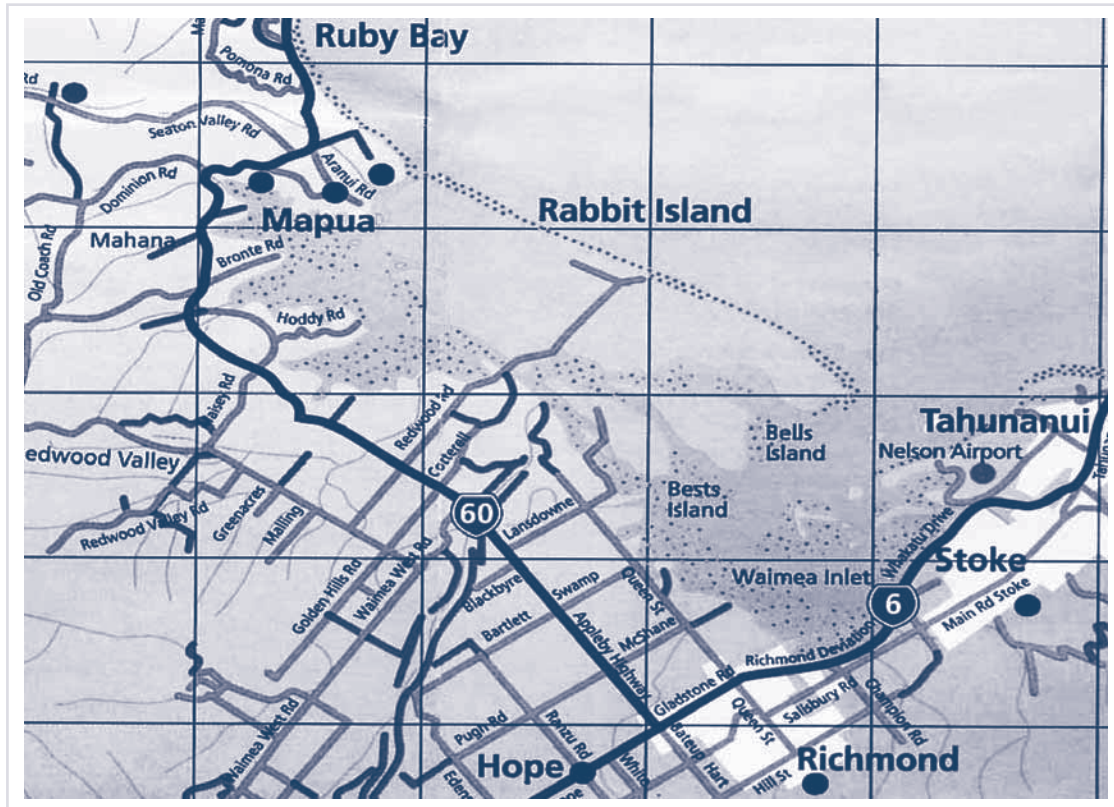 Ruby Bay
Pomona Rd
Rd
Seaton Valley Rd
Aranui Rd
Dominion Rd
Mapua
Rabbit Island
Mahana
Old Coach Rd
Bronte Rd
Hoddy Rd
Redwood Rd
Cotterell
Tahunanui
Nelson Airport
Bells
Island
edwood Valley
Bests
Island
Greenacres
Malling
Redwood Valley Rd
60
Lansdowne
Whakatu Drive
Stoke
Waimea Inlet
Golden Hills Rd
Waimea West Rd
Blackbyre
Swamp
Queen St
6
Main Rd Stoke
Bartlett
McShane
Appleby Highway
Richmond Deviation
Gladstone Rd
Salisbury Rd
Champion Rd
Waimea West Rd
Pugh Rd
Ranzu Rd
Queen St
Bateup
Hart
Hill St
Richmond
Hope